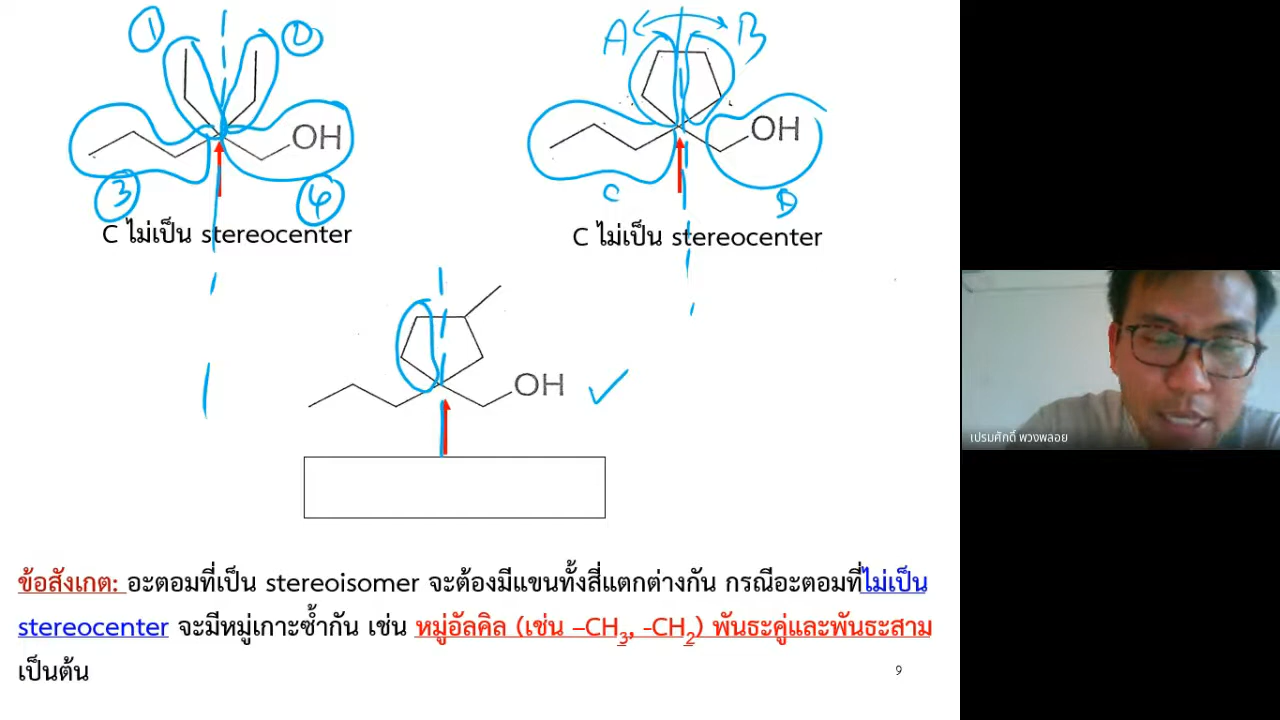 1 2
3 OH 4
C ไม่เป็น stereocenter
A B
C OH D
C ไม่เป็น stereocenter
OH
เปรมศักดิ์ พวงพลอย
ข้อสังเกต: อะตอมที่เป็น stereoisomer จะต้องมีแขนทั้งสี่แตกต่างกัน กรณีอะตอมที่ไม่เป็น
stereocenter จะมีหมู่เกาะซ้ำกัน เช่น หมู่อัลคิล (เช่น –CH3, -CH2) พันธะคู่และพันธะสาม
เป็นต้น
9